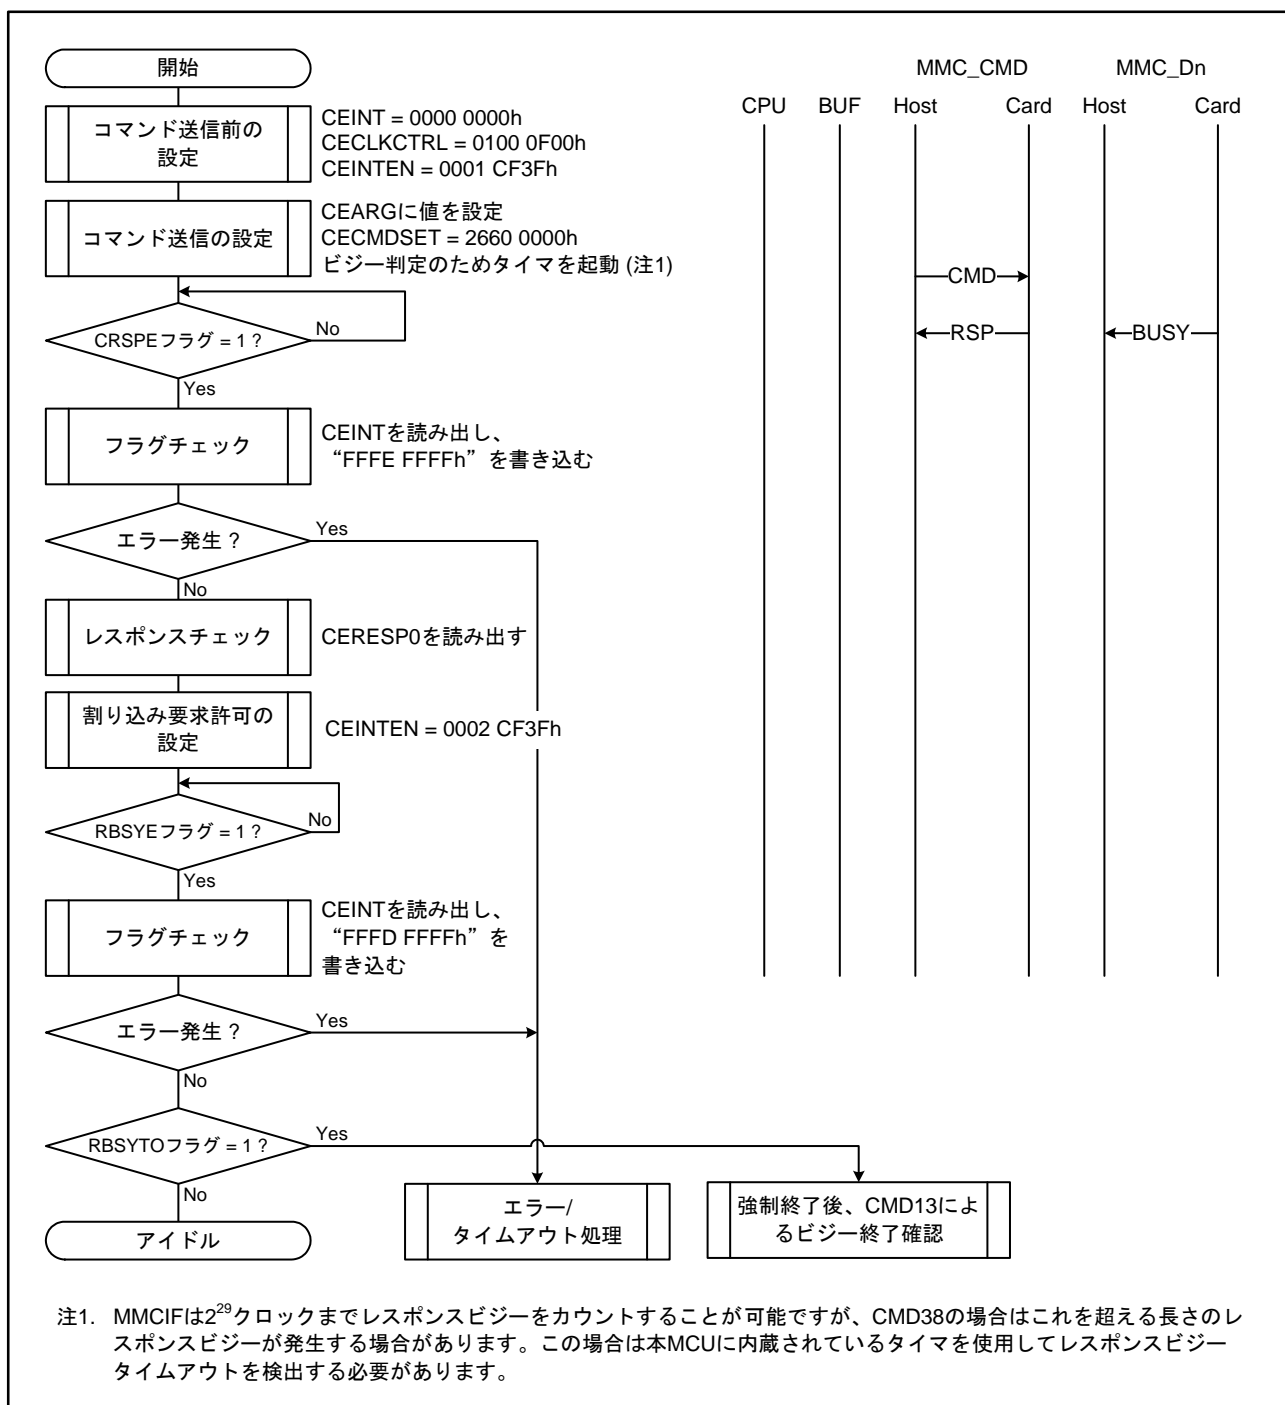 開始
コマンド送信前の
設定
CEINT = 0000 0000h
CECLKCTRL = 0100 0F00h
CEINTEN = 0001 CF3Fh
コマンド送信の設定
CEARGに値を設定
CECMDSET = 2660 0000h
ビジー判定のためタイマを起動 (注1)
CRSPEフラグ = 1 ?
No
Yes
フラグチェック
CEINTを読み出し、
“FFFE FFFFh”を書き込む
エラー発生 ?
Yes
No
レスポンスチェック
CERESP0を読み出す
割り込み要求許可の
設定
CEINTEN = 0002 CF3Fh
RBSYEフラグ = 1 ?
No
Yes
フラグチェック
CEINTを読み出し、
“FFFD FFFFh”を
書き込む
エラー発生 ?
Yes
No
RBSYTOフラグ = 1 ?
Yes
No
アイドル
エラー/
タイムアウト処理
強制終了後、CMD13によ
るビジー終了確認
MMC_CMD
MMC_Dn
CPU
BUF
Host
Card
Host
Card
CMD
RSP
BUSY
注1. MMCIFは2^29クロックまでレスポンスビジーをカウントすることが可能ですが、CMD38の場合はこれを超える長さのレ
スポンスビジーが発生する場合があります。この場合は本MCUに内蔵されているタイマを使用してレスポンスビジー
タイムアウトを検出する必要があります。